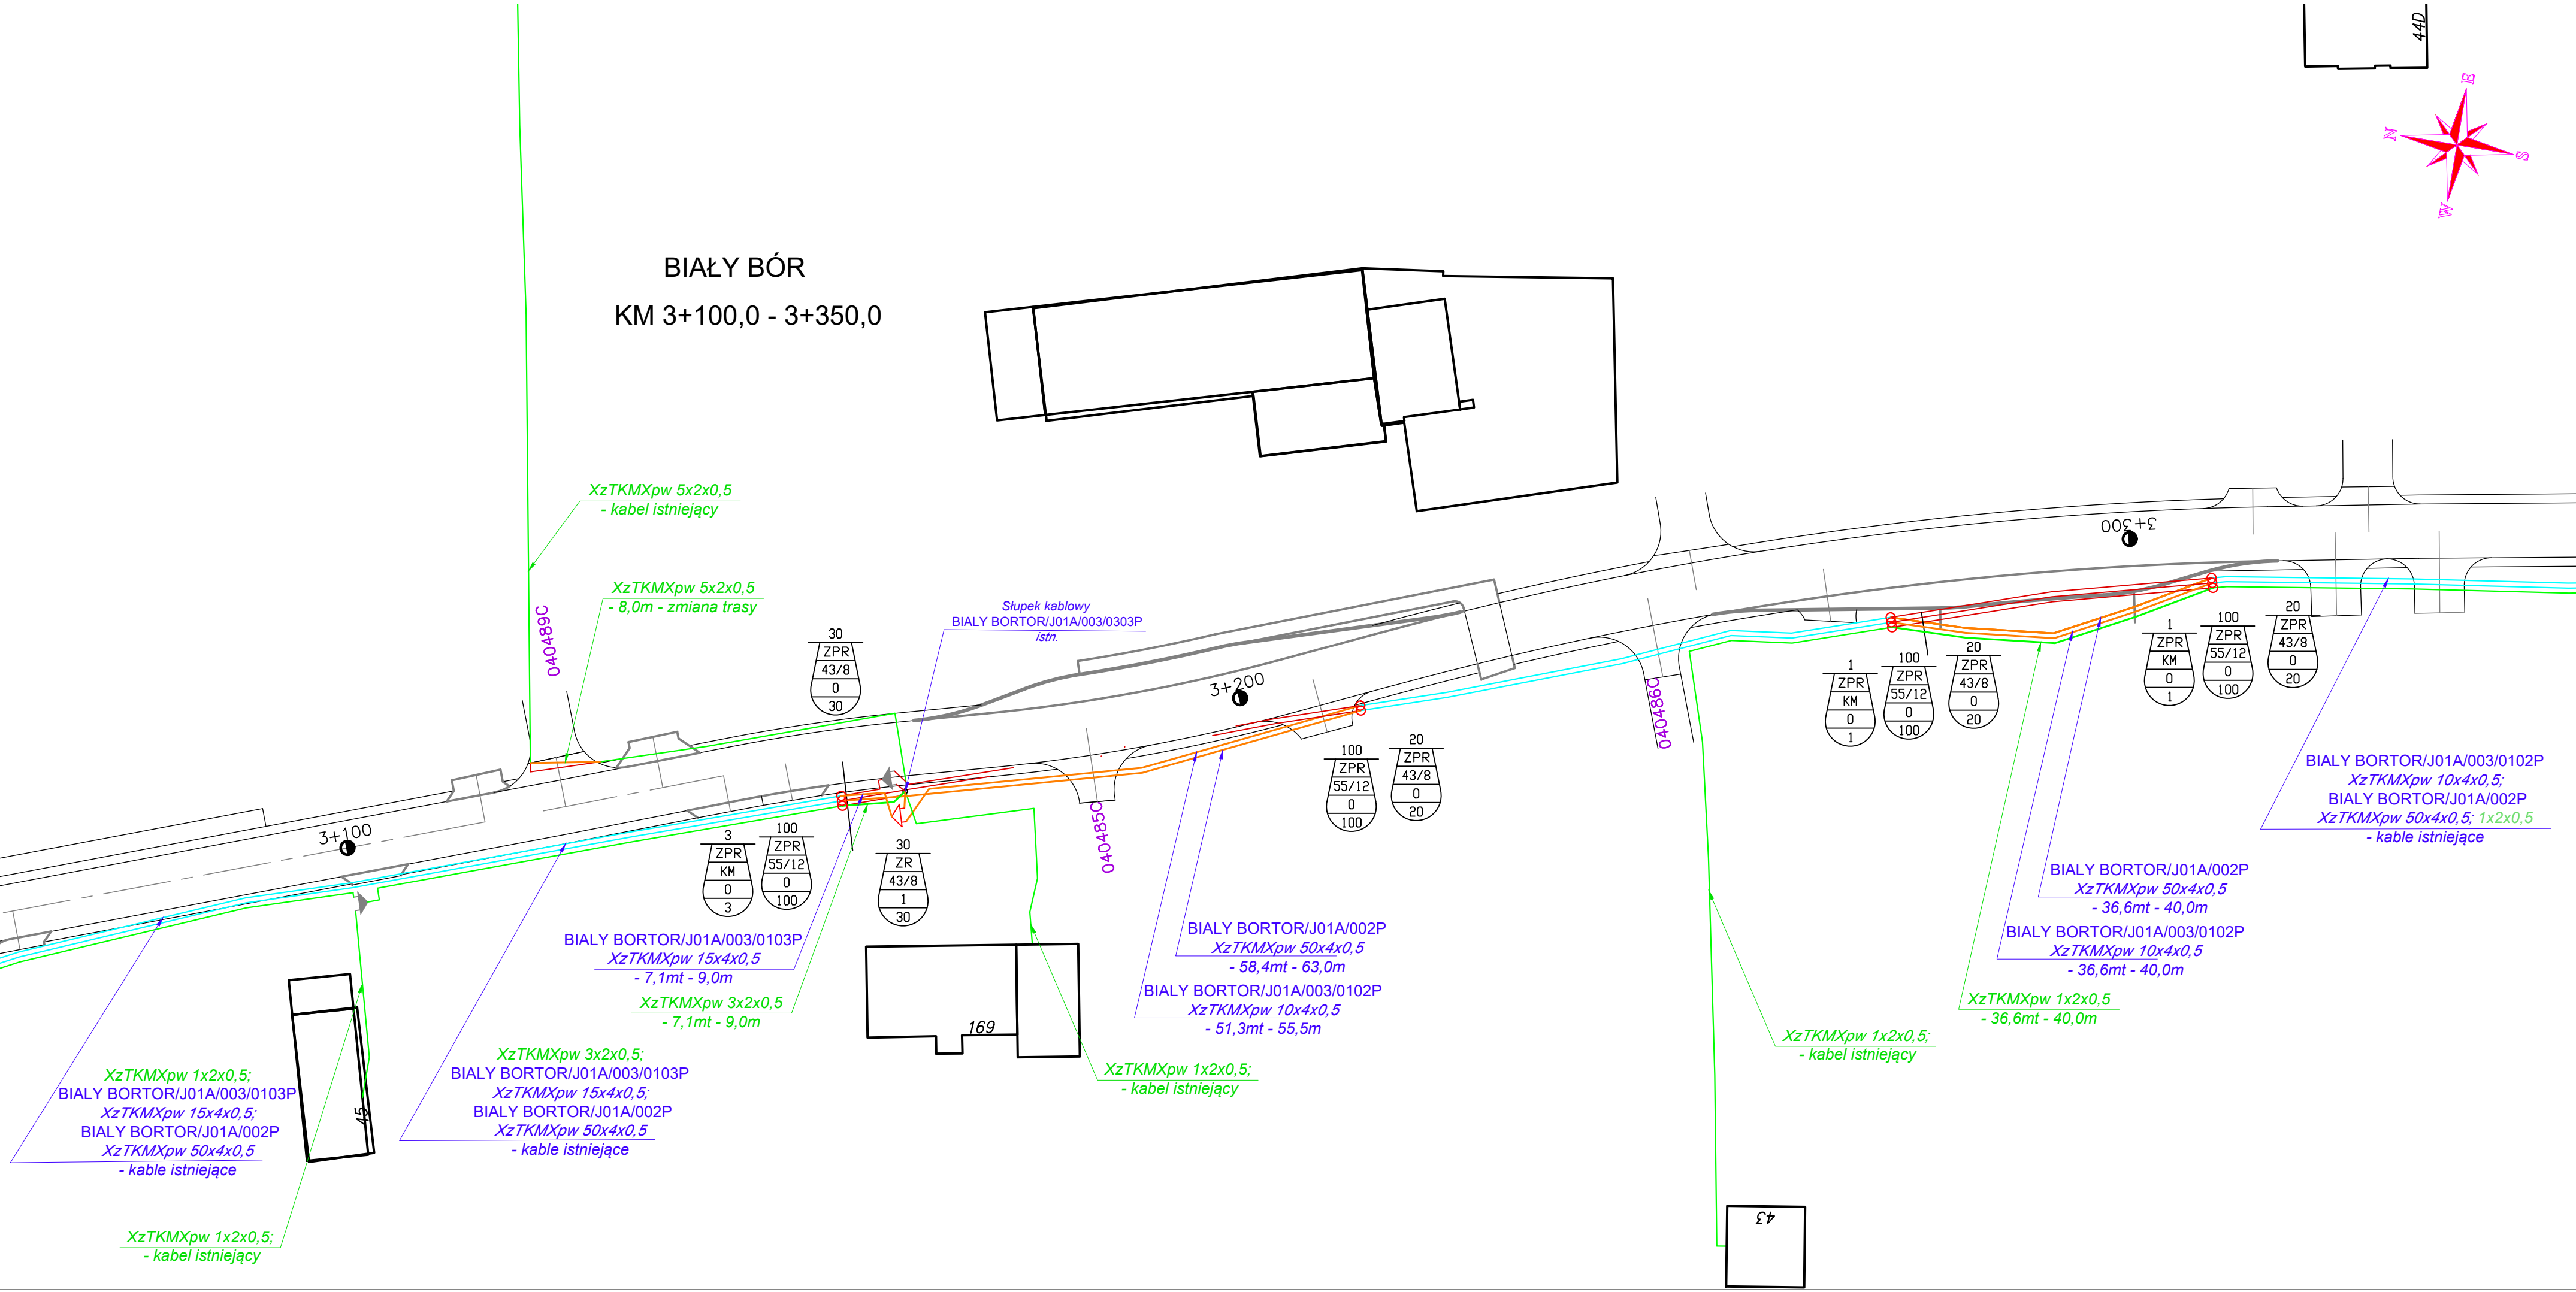 44D
E
N
S
W
BIAŁY BÓR
KM 3+100,0 - 3+350,0
XzTKMXpw 5x2x0,5
- kabel istniejący
XzTKMXpw 5x2x0,5
- 8,0m - zmiana trasy
040489C
Słupek kablowy
BIALY BORTOR/J01A/003/0303P
istn.
30
ZPR
43/8
0
30
3+100
3+200
3+300
040485C
040486C
3
ZPR
KM
0
3
100
ZPR
55/12
0
100
30
ZR
43/8
1
30
100
ZPR
55/12
0
100
20
ZPR
43/8
0
20
1
ZPR
KM
0
1
100
ZPR
55/12
0
100
20
ZPR
43/8
0
20
1
ZPR
KM
0
1
100
ZPR
55/12
0
100
20
ZPR
43/8
0
20
BIALY BORTOR/J01A/003/0102P
XzTKMXpw 10x4x0,5;
BIALY BORTOR/J01A/002P
XzTKMXpw 50x4x0,5; 1x2x0,5
- kable istniejące
BIALY BORTOR/J01A/002P
XzTKMXpw 50x4x0,5
- 36,6mt - 40,0m
BIALY BORTOR/J01A/003/0102P
XzTKMXpw 10x4x0,5
- 36,6mt - 40,0m
XzTKMXpw 1x2x0,5
- 36,6mt - 40,0m
XzTKMXpw 1x2x0,5;
- kabel istniejący
BIALY BORTOR/J01A/002P
XzTKMXpw 50x4x0,5
- 58,4mt - 63,0m
BIALY BORTOR/J01A/003/0102P
XzTKMXpw 10x4x0,5
- 51,3mt - 55,5m
XzTKMXpw 1x2x0,5;
- kabel istniejący
BIALY BORTOR/J01A/003/0103P
XzTKMXpw 15x4x0,5
- 7,1mt - 9,0m
XzTKMXpw 3x2x0,5
- 7,1mt - 9,0m
169
XzTKMXpw 3x2x0,5;
BIALY BORTOR/J01A/003/0103P
XzTKMXpw 15x4x0,5;
BIALY BORTOR/J01A/002P
XzTKMXpw 50x4x0,5
- kable istniejące
XzTKMXpw 1x2x0,5;
BIALY BORTOR/J01A/003/0103P
XzTKMXpw 15x4x0,5;
BIALY BORTOR/J01A/002P
XzTKMXpw 50x4x0,5
- kable istniejące
45
XzTKMXpw 1x2x0,5;
- kabel istniejący
43